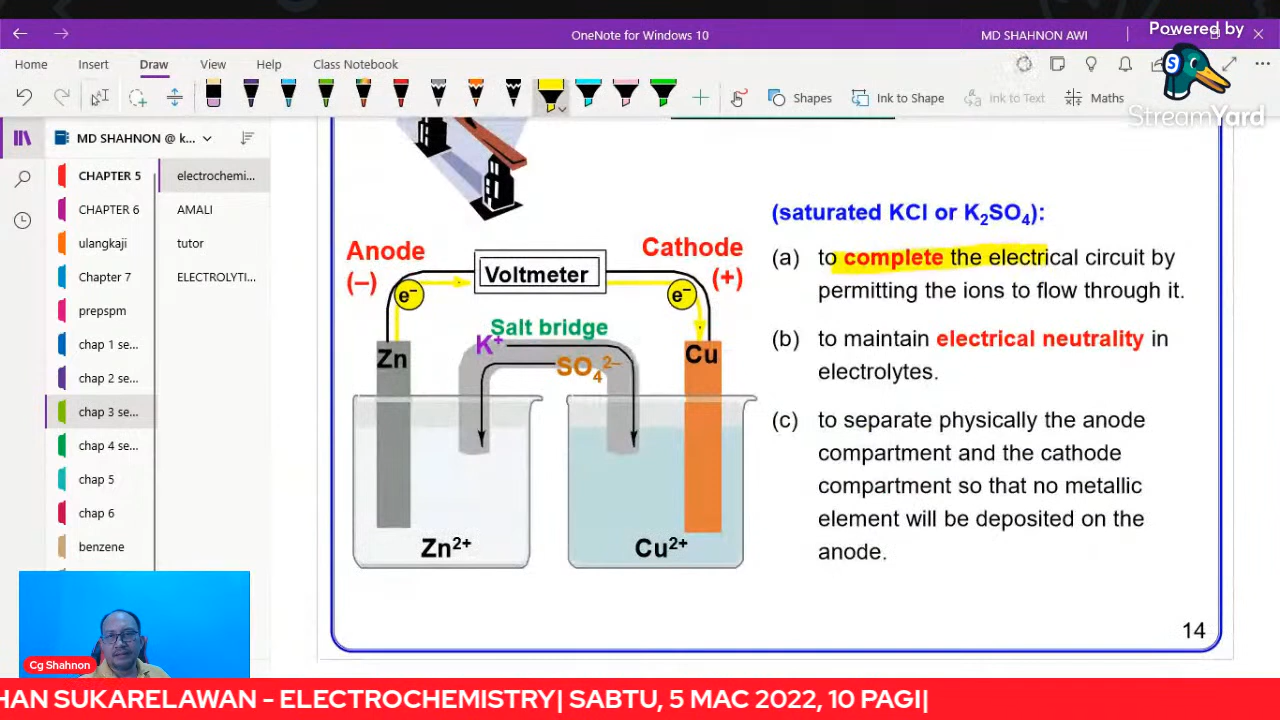 OneNote for Windows 10
MD SHAHNON AWI
Powered by
StreamYard
Home Insert Draw View Help Class Notebook
Shapes Ink to Shape Ink to Text Maths
MD SHAHNON @ k...
CHAPTER 5
CHAPTER 6
ulangkaji
Chapter 7
prepspm
chap 1 se...
chap 2 se...
chap 3 se...
chap 4 se...
chap 5
chap 6
benzene
electrochemi...
AMALI
tutor
ELECTROLYTI...
Anode
(–)
Voltmeter
Cathode
(+)
e⁻
e⁻
Salt bridge
Zn
K⁺
SO₄²⁻
Cu
Zn²⁺
Cu²⁺
(saturated KCl or K₂SO₄):
(a) to complete the electrical circuit by
permitting the ions to flow through it.
(b) to maintain electrical neutrality in
electrolytes.
(c) to separate physically the anode
compartment and the cathode
compartment so that no metallic
element will be deposited on the
anode.
14
Cg Shahnon
HAN SUKARELAWAN - ELECTROCHEMISTRY| SABTU, 5 MAC 2022, 10 PAGI|